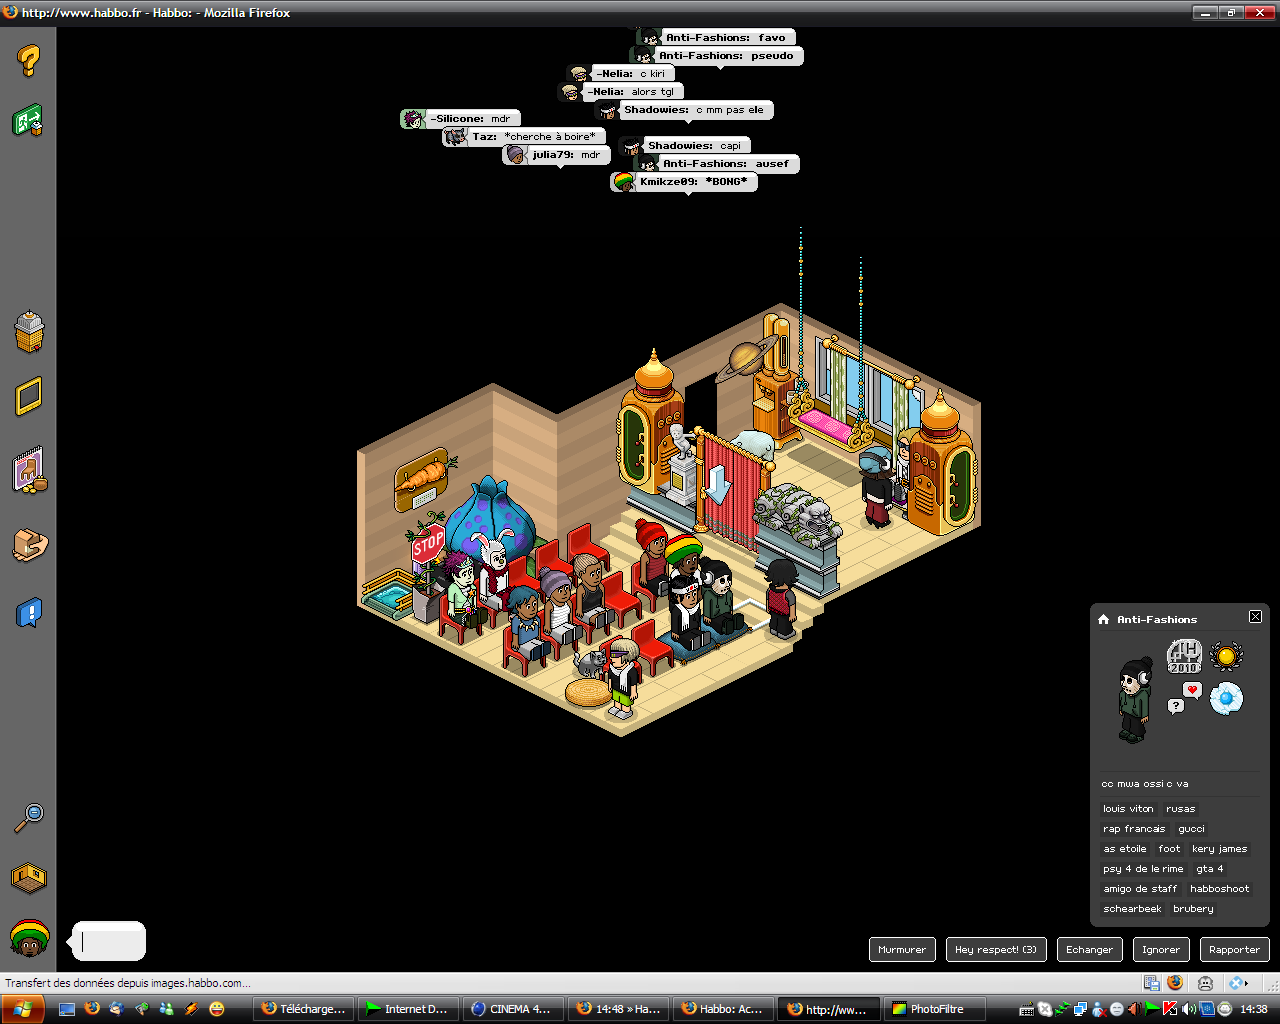 http://www.habbo.fr - Habbo: - Mozilla Firefox
Anti-Fashions: favo
Anti-Fashions: pseudo
-Nelia: c kiri
-Nelia: alors tgl
Shadowies: c mm pas ele
-Silicone: mdr
Taz: *cherche à boire*
Shadowies: capi
julia79: mdr
Anti-Fashions: ausef
Kmikze09: *BONG*
STOP
Anti-Fashions
H
2010
?
cc mwa ossi c va
louis viton rusas
rap francais gucci
as etoile foot kery james
psy 4 de le rime gta 4
amigo de staff habboshoot
schearbeek brubery
Murmurer Hey respect! (3) Echanger Ignorer Rapporter
Transfert des données depuis images.habbo.com...
Télécharge... Internet D... CINEMA 4... 14:48 » Ha... Habbo: Ac... http://ww... PhotoFiltre 14:38